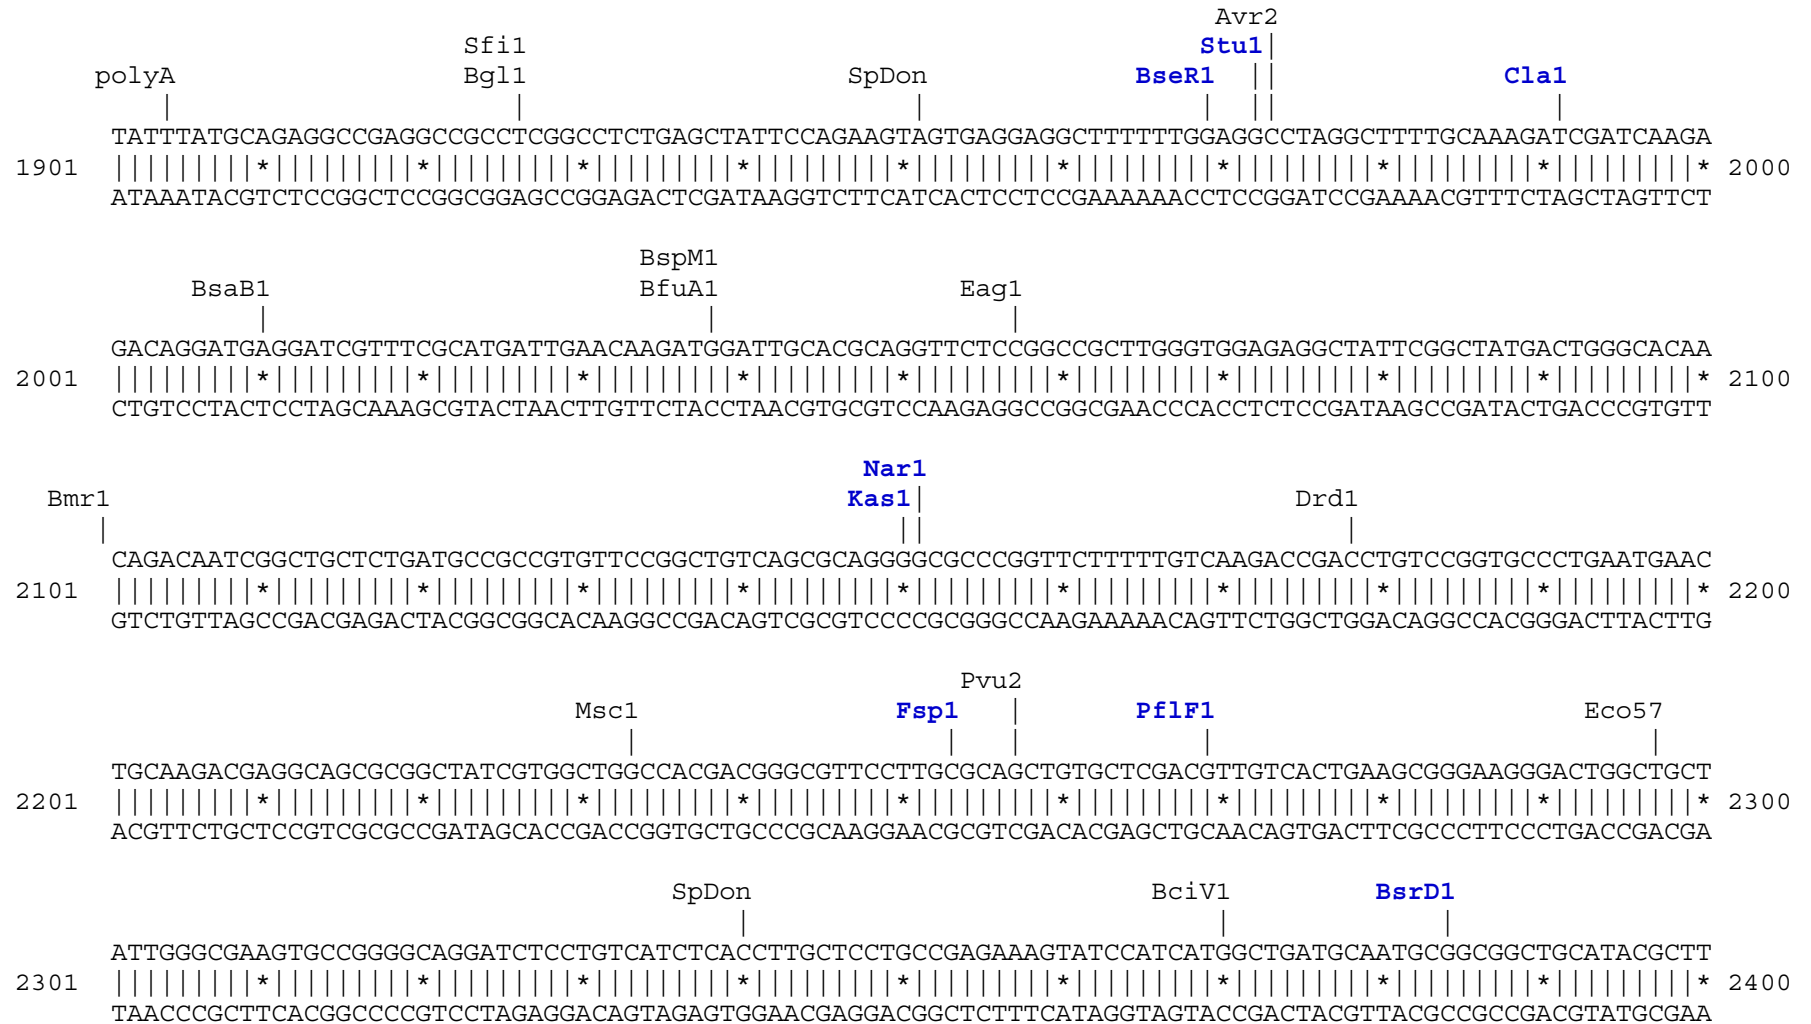 Avr2
Sfi1 Stu1|
polyA Bgl1 SpDon BseR1 || Cla1
| | | | || |
TATTTATGCAGAGGCCGAGGCCGCCTCGGCCTCTGAGCTATTCCAGAAGTAGTGAGGAGGCTTTTTTGGAGGCCTAGGCTTTTGCAAAGATCGATCAAGA
1901 |||||||||*|||||||||*|||||||||*|||||||||*|||||||||*|||||||||*|||||||||*|||||||||*|||||||||*|||||||||* 2000
ATAAATACGTCTCCGGCTCCGGCGGAGCCGGAGACTCGATAAGGTCTTCATCACTCCTCCGAAAAAACCTCCGGATCCGAAAACGTTTCTAGCTAGTTCT
BspM1
BsaB1 BfuA1 Eag1
| | |
GACAGGATGAGGATCGTTTCGCATGATTGAACAAGATGGATTGCACGCAGGTTCTCCGGCCGCTTGGGTGGAGAGGCTATTCGGCTATGACTGGGCACAA
2001 |||||||||*|||||||||*|||||||||*|||||||||*|||||||||*|||||||||*|||||||||*|||||||||*|||||||||*|||||||||* 2100
CTGTCCTACTCCTAGCAAAGCGTACTAACTTGTTCTACCTAACGTGCGTCCAAGAGGCCGGCGAACCCACCTCTCCGATAAGCCGATACTGACCCGTGTT
Nar1
Bmr1 Kas1| Drd1
| || |
CAGACAATCGGCTGCTCTGATGCCGCCGTGTTCCGGCTGTCAGCGCAGGGGCGCCCGGTTCTTTTTGTCAAGACCGACCTGTCCGGTGCCCTGAATGAAC
2101 |||||||||*|||||||||*|||||||||*|||||||||*|||||||||*|||||||||*|||||||||*|||||||||*|||||||||*|||||||||* 2200
GTCTGTTAGCCGACGAGACTACGGCGGCACAAGGCCGACAGTCGCGTCCCCGCGGGCCAAGAAAAACAGTTCTGGCTGGACAGGCCACGGGACTTACTTG
Pvu2
Msc1 Fsp1 | PflF1 Eco57
| | | | |
TGCAAGACGAGGCAGCGCGGCTATCGTGGCTGGCCACGACGGGCGTTCCTTGCGCAGCTGTGCTCGACGTTGTCACTGAAGCGGGAAGGGACTGGCTGCT
2201 |||||||||*|||||||||*|||||||||*|||||||||*|||||||||*|||||||||*|||||||||*|||||||||*|||||||||*|||||||||* 2300
ACGTTCTGCTCCGTCGCGCCGATAGCACCGACCGGTGCTGCCCGCAAGGAACGCGTCGACACGAGCTGCAACAGTGACTTCGCCCTTCCCTGACCGACGA
SpDon BciV1 BsrD1
| | |
ATTGGGCGAAGTGCCGGGGCAGGATCTCCTGTCATCTCACCTTGCTCCTGCCGAGAAAGTATCCATCATGGCTGATGCAATGCGGCGGCTGCATACGCTT
2301 |||||||||*|||||||||*|||||||||*|||||||||*|||||||||*|||||||||*|||||||||*|||||||||*|||||||||*|||||||||* 2400
TAACCCGCTTCACGGCCCCGTCCTAGAGGACAGTAGAGTGGAACGAGGACGGCTCTTTCATAGGTAGTACCGACTACGTTACGCCGCCGACGTATGCGAA